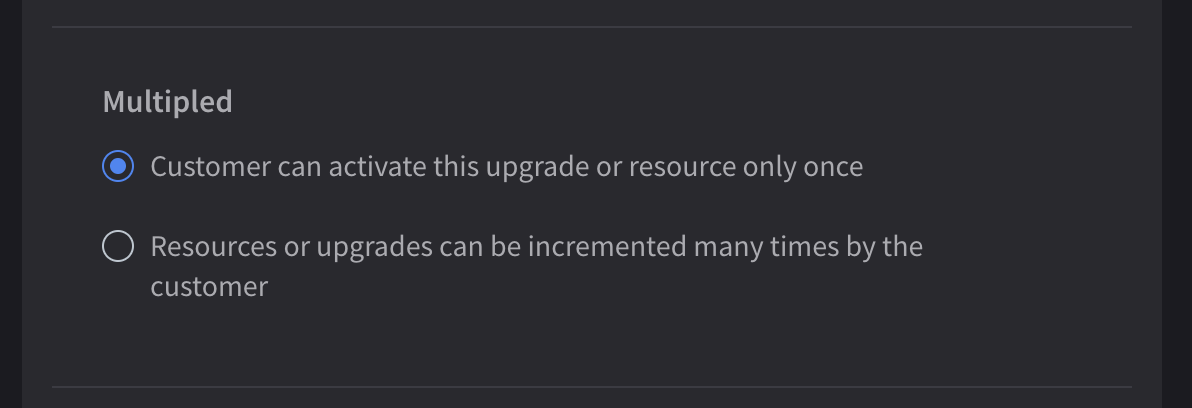 Multipled
Customer can activate this upgrade or resource only once
Resources or upgrades can be incremented many times by the
customer